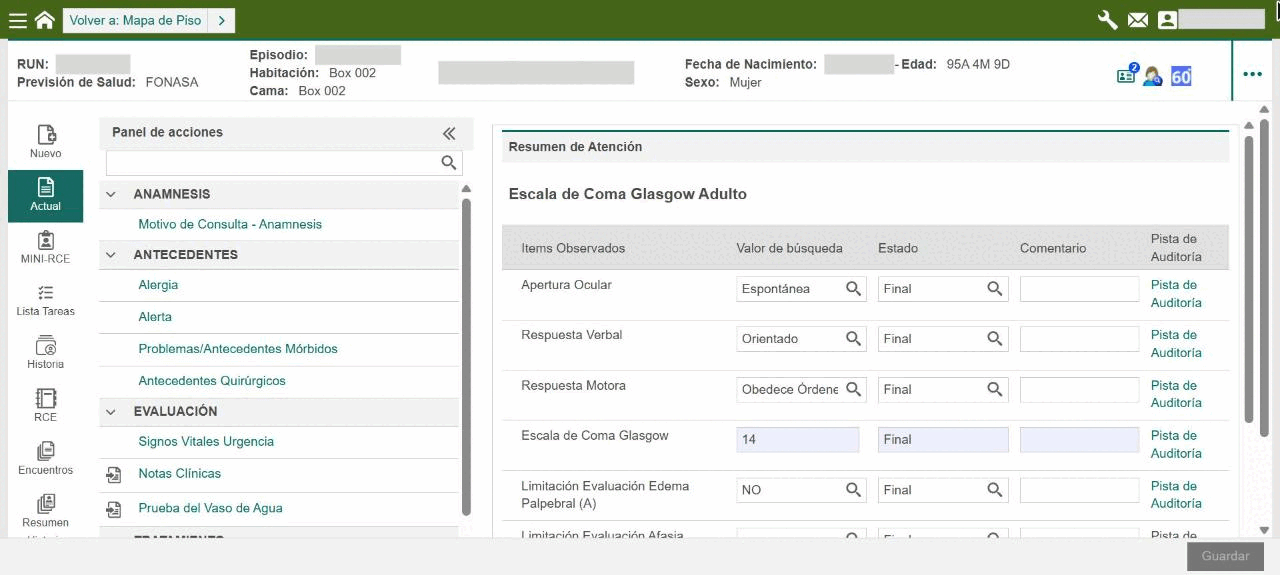 Volver a: Mapa de Piso
RUN:
Previsión de Salud: FONASA
Episodio:
Habitación: Box 002
Cama: Box 002
Fecha de Nacimiento: - Edad: 95A 4M 9D
Sexo: Mujer
2
60
Nuevo
Actual
MINI-RCE
Lista Tareas
Historia
RCE
Encuentros
Resumen
Panel de acciones
ANAMNESIS
Motivo de Consulta - Anamnesis
ANTECEDENTES
Alergia
Alerta
Problemas/Antecedentes Mórbidos
Antecedentes Quirúrgicos
EVALUACIÓN
Signos Vitales Urgencia
Notas Clínicas
Prueba del Vaso de Agua
TRATAMIENTO
Resumen de Atención
Escala de Coma Glasgow Adulto
Items Observados Valor de búsqueda Estado Comentario Pista de Auditoría
Apertura Ocular Espontánea Final Pista de Auditoría
Respuesta Verbal Orientado Final Pista de Auditoría
Respuesta Motora Obedece Órdene Final Pista de Auditoría
Escala de Coma Glasgow 14 Final Pista de Auditoría
Limitación Evaluación Edema Palpebral (A) NO Final Pista de Auditoría
Limitación Evaluación Afasia Final Pista de
Guardar